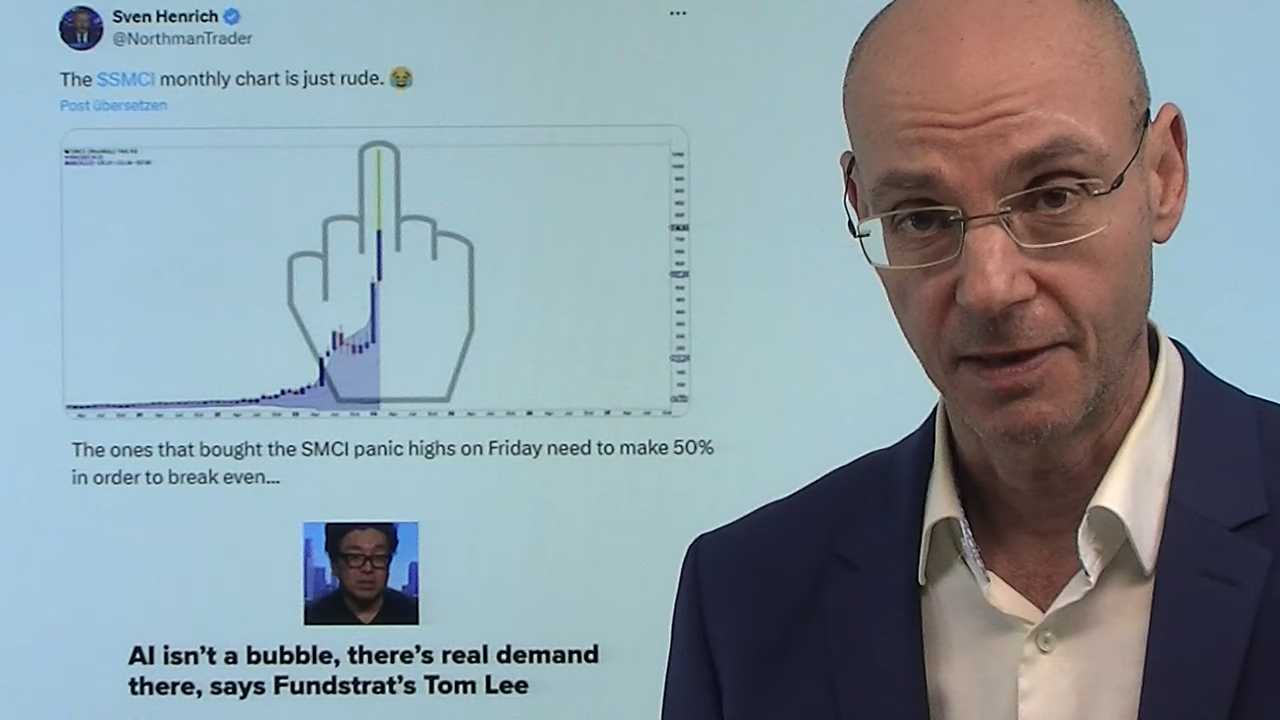 Sven Henrich
@NorthmanTrader
The $SMCI monthly chart is just rude. 😂
Post übersetzen
The ones that bought the SMCI panic highs on Friday need to make 50%
in order to break even...
AI isn't a bubble, there's real demand
there, says Fundstrat's Tom Lee